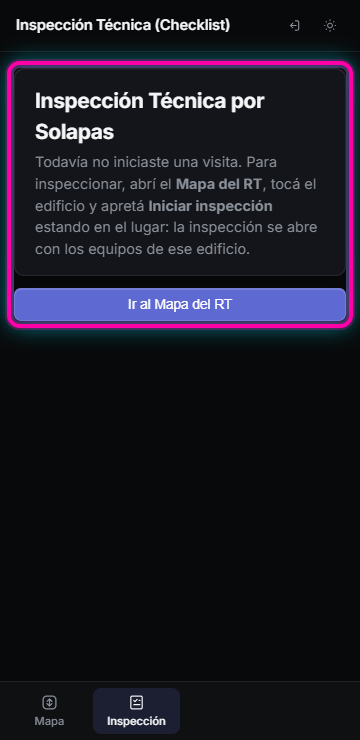 Inspección Técnica (Checklist)
Inspección Técnica por
Solapas
Todavía no iniciaste una visita. Para
inspeccionar, abrí el Mapa del RT, tocá el
edificio y apretá Iniciar inspección
estando en el lugar: la inspección se abre
con los equipos de ese edificio.
Ir al Mapa del RT
Mapa
Inspección